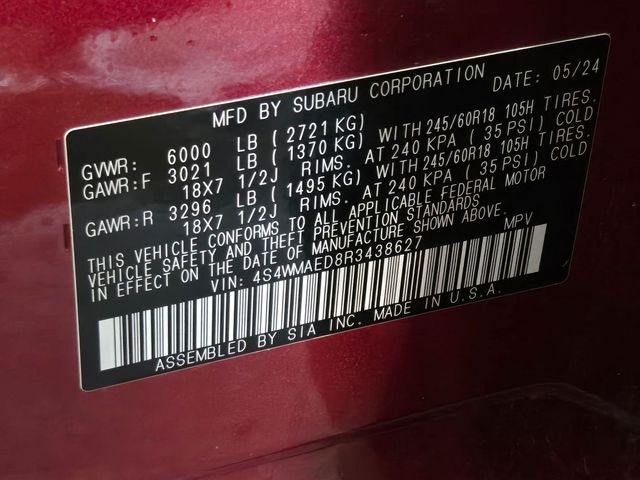 MFD BY SUBARU CORPORATION DATE: 05/24
GVWR: 6000 LB (2721 KG)
GAWR:F 3021 LB (1370 KG) WITH 245/60R18 105H TIRES.
18X7 1/2J RIMS. AT 240 KPA (35 PSI) COLD
GAWR:R 3296 LB (1495 KG) WITH 245/60R18 105H TIRES.
18X7 1/2J RIMS. AT 240 KPA (35 PSI) COLD
THIS VEHICLE CONFORMS TO ALL APPLICABLE FEDERAL MOTOR
VEHICLE SAFETY AND THEFT PREVENTION STANDARDS
IN EFFECT ON THE DATE OF MANUFACTURE SHOWN ABOVE.
VIN: 4S4WMAED8R3438627 MPV
ASSEMBLED BY SIA INC. MADE IN U.S.A.